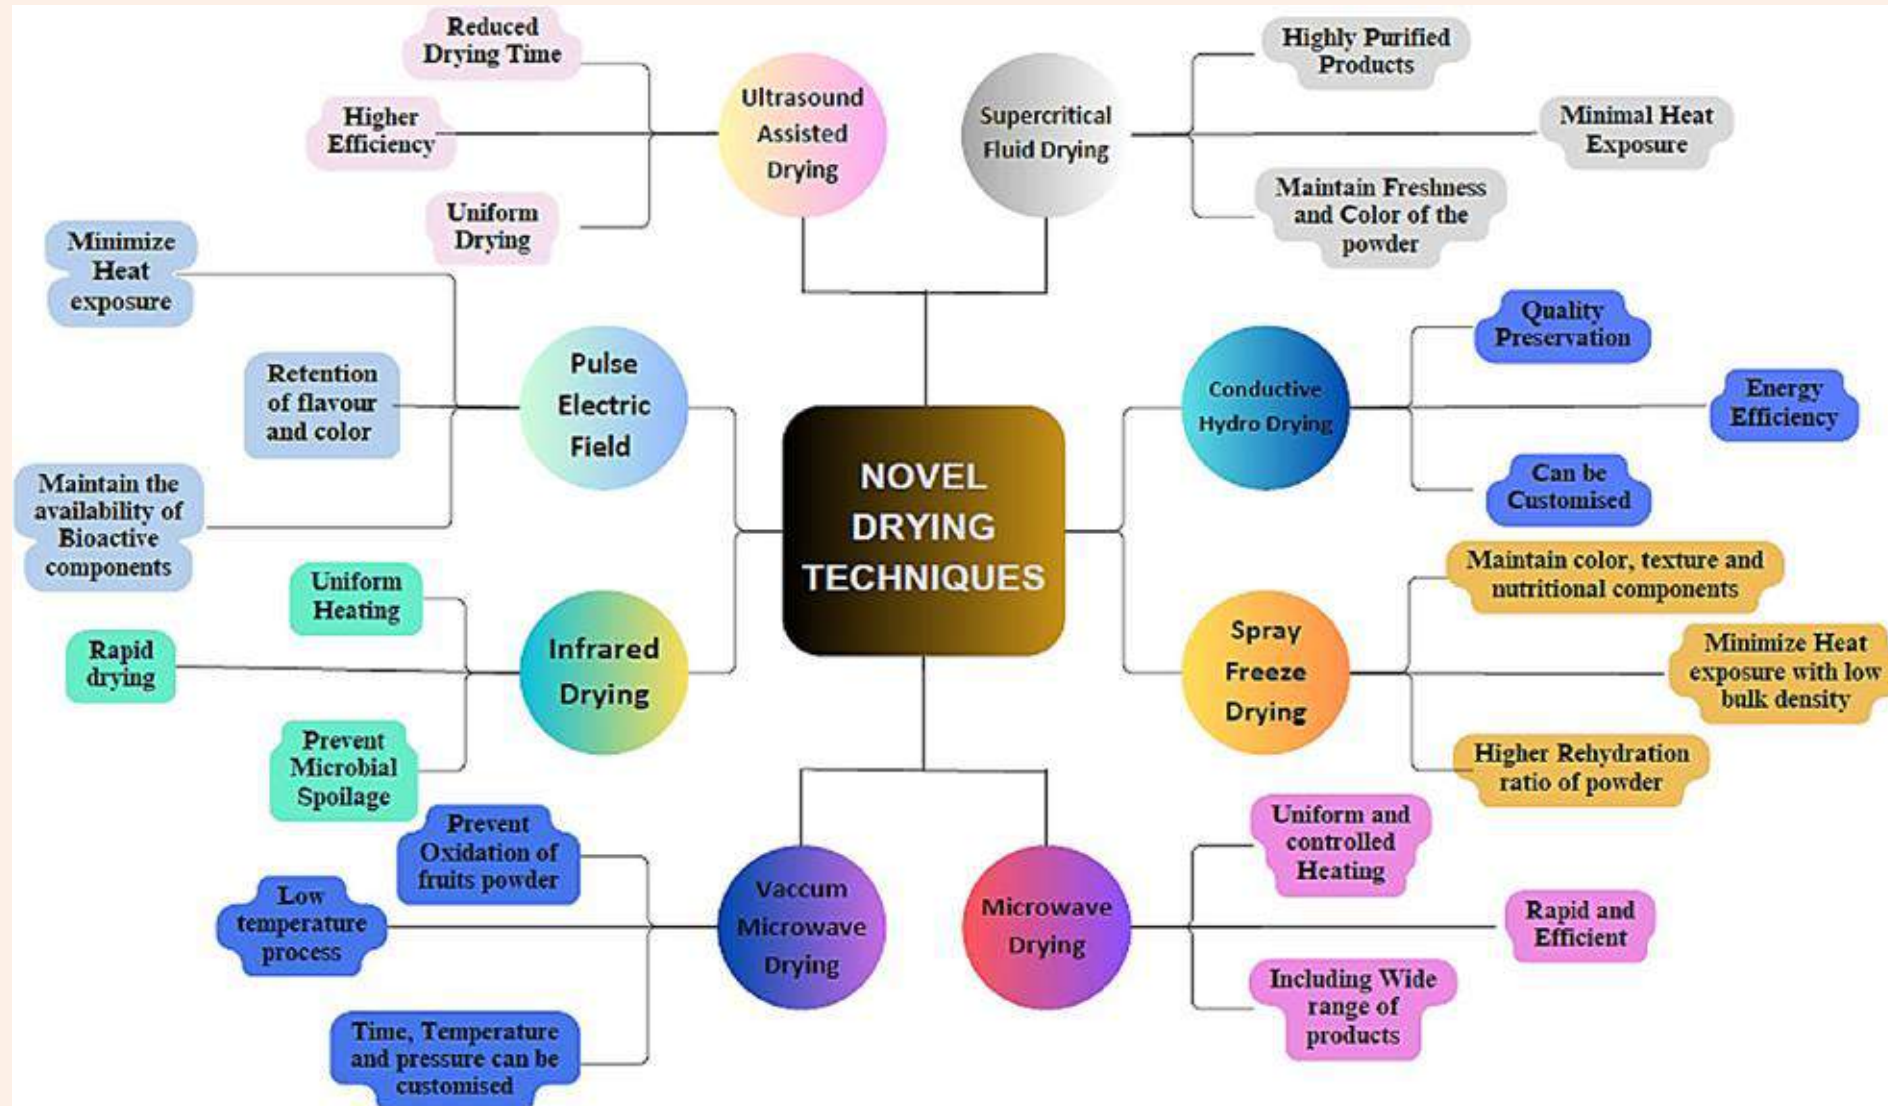 Reduced
Drying Time
Higher
Efficiency
Uniform
Drying
Ultrasound
Assisted
Drying
Supercritical
Fluid Drying
Highly Purified
Products
Minimal Heat
Exposure
Maintain Freshness
and Color of the
powder
Minimize
Heat
exposure
Retention
of flavour
and color
Maintain the
availability of
Bioactive
components
Pulse
Electric
Field
NOVEL
DRYING
TECHNIQUES
Conductive
Hydro Drying
Quality
Preservation
Energy
Efficiency
Can be
Customised
Uniform
Heating
Rapid
drying
Prevent
Microbial
Spoilage
Infrared
Drying
Spray
Freeze
Drying
Maintain color, texture and
nutritional components
Minimize Heat
exposure with low
bulk density
Higher Rehydration
ratio of powder
Prevent
Oxidation of
fruits powder
Low
temperature
process
Time, Temperature
and pressure can be
customised
Vaccum
Microwave
Drying
Microwave
Drying
Uniform and
controlled
Heating
Rapid and
Efficient
Including Wide
range of
products